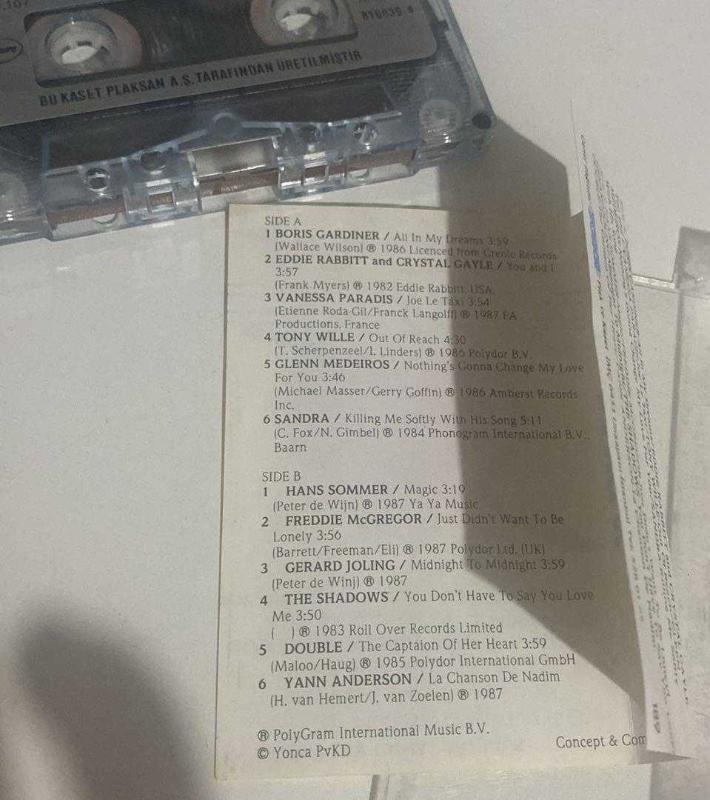 BU KASET PLAKSAN A.Ş. TARAFINDAN ÜRETİLMİŞTİR
SIDE A
1 BORIS GARDINER / All In My Dreams 3:59
(Wallace Wilson) ℗ 1986 Licenced from Creole Records
2 EDDIE RABBITT and CRYSTAL GAYLE / You and I
3:57
(Frank Myers) ℗ 1982 Eddie Rabbitt, USA.
3 VANESSA PARADIS / Joe Le Taxi 3:54
(Etienne Roda-Gil/Franck Langolff) ℗ 1987 FA
Productions, France
4 TONY WILLE / Out Of Reach 4:30
(T. Scherpenzeel/I. Linders) ℗ 1986 Polydor B.V.
5 GLENN MEDEIROS / Nothing's Gonna Change My Love
For You 3:46
(Michael Masser/Gerry Goffin) ℗ 1986 Amherst Records
Inc.
6 SANDRA / Killing Me Softly With His Song 5:11
(C. Fox/N. Gimbel) ℗ 1984 Phonogram International B.V.,
Baarn
SIDE B
1 HANS SOMMER / Magic 3:19
(Peter de Wijn) ℗ 1987 Ya Ya Music
2 FREDDIE McGREGOR / Just Didn't Want To Be
Lonely 3:56
(Barrett/Freeman/Eli) ℗ 1987 Polydor Ltd. (UK)
3 GERARD JOLING / Midnight To Midnight 3:59
(Peter de Winj) ℗ 1987
4 THE SHADOWS / You Don't Have To Say You Love
Me 3:50
( ) ℗ 1983 Roll Over Records Limited
5 DOUBLE / The Captaion Of Her Heart 3:59
(Maloo/Haug) ℗ 1985 Polydor International GmbH
6 YANN ANDERSON / La Chanson De Nadim
(H. van Hemert/J. van Zoelen) ℗ 1987
℗ PolyGram International Music B.V.
© Yonca PvKD
Concept & Com